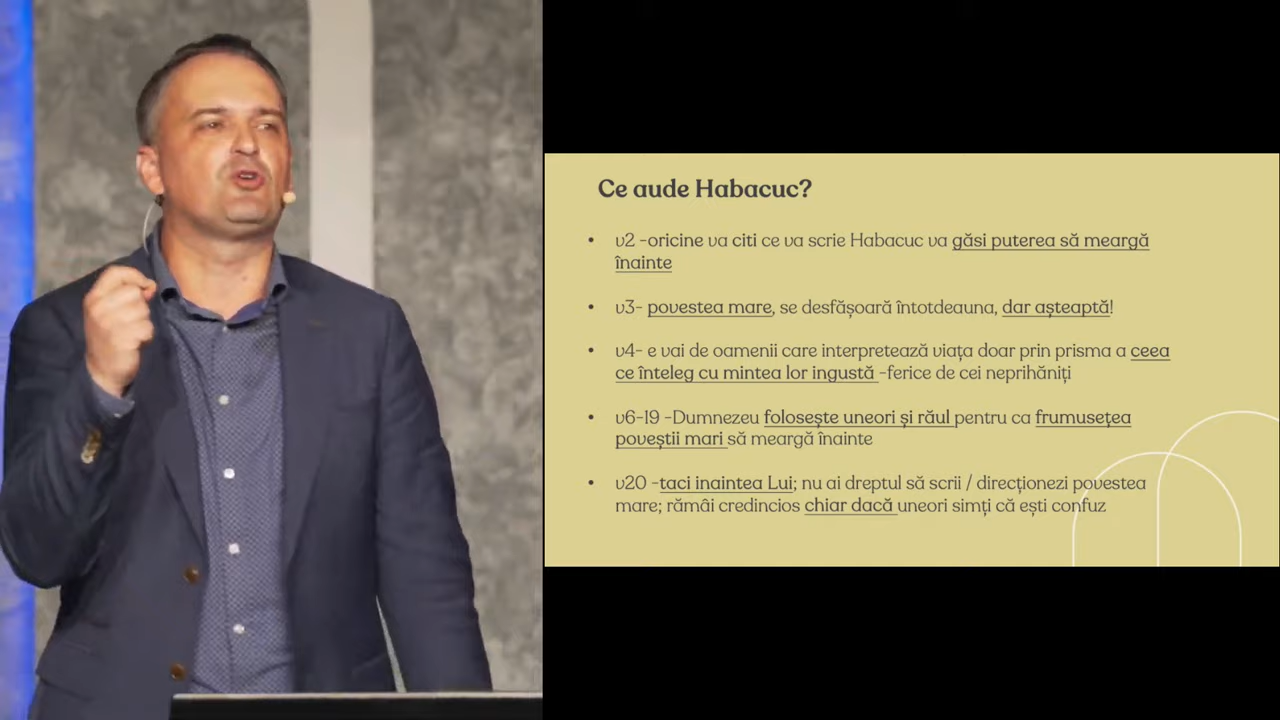 Ce aude Habacuc?
• v2 -oricine va citi ce va scrie Habacuc va găsi puterea să meargă
înainte
• v3- povestea mare, se desfășoară întotdeauna, dar așteaptă!
• v4- e vai de oamenii care interpretează viața doar prin prisma a ceea
ce înteleg cu mintea lor ingustă -ferice de cei neprihăniți
• v6-19 -Dumnezeu folosește uneori și răul pentru ca frumusețea
poveștii mari să meargă înainte
• v20 -taci inaintea Lui; nu ai dreptul să scrii / direcționezi povestea
mare; rămâi credincios chiar dacă uneori simți că ești confuz